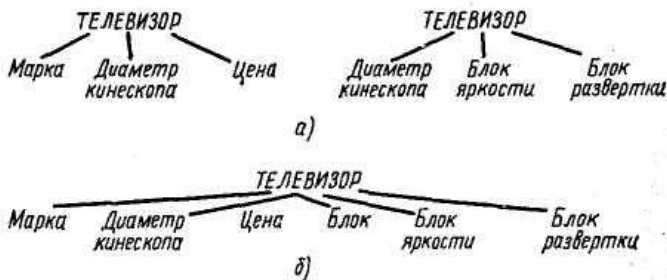 ТЕЛЕВИЗОР ТЕЛЕВИЗОР
Марка Диаметр кинескопа Цена Диаметр кинескопа Блок яркости Блок развертки
а)
ТЕЛЕВИЗОР
Марка Диаметр кинескопа Цена Блок Блок яркости Блок развертки
б)